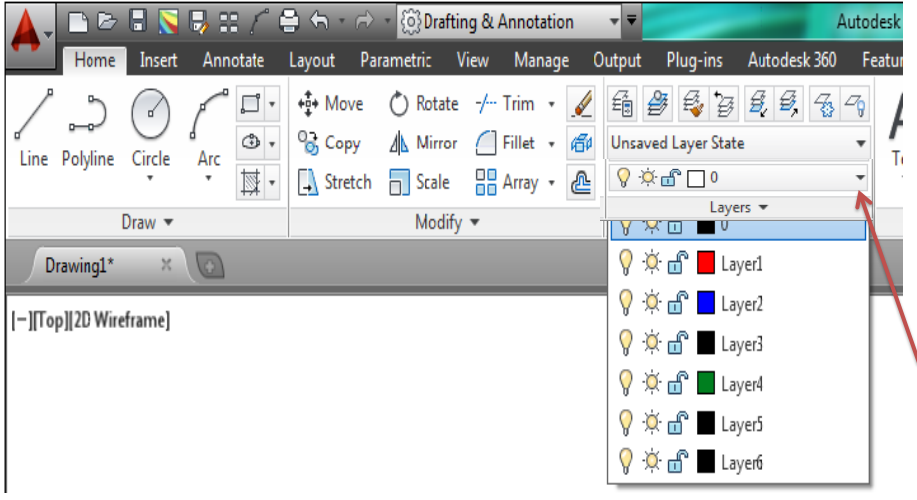 Drafting & Annotation
Autodesk
Home Insert Annotate Layout Parametric View Manage Output Plug-ins Autodesk 360 Featur
Move Rotate Trim
Copy Mirror Fillet
Unsaved Layer State
Line Polyline Circle Arc
Stretch Scale Array
0
Draw
Modify
Layers
0
Drawing1*
Layer1
Layer2
[−][Top][2D Wireframe]
Layer3
Layer4
Layer5
Layer6